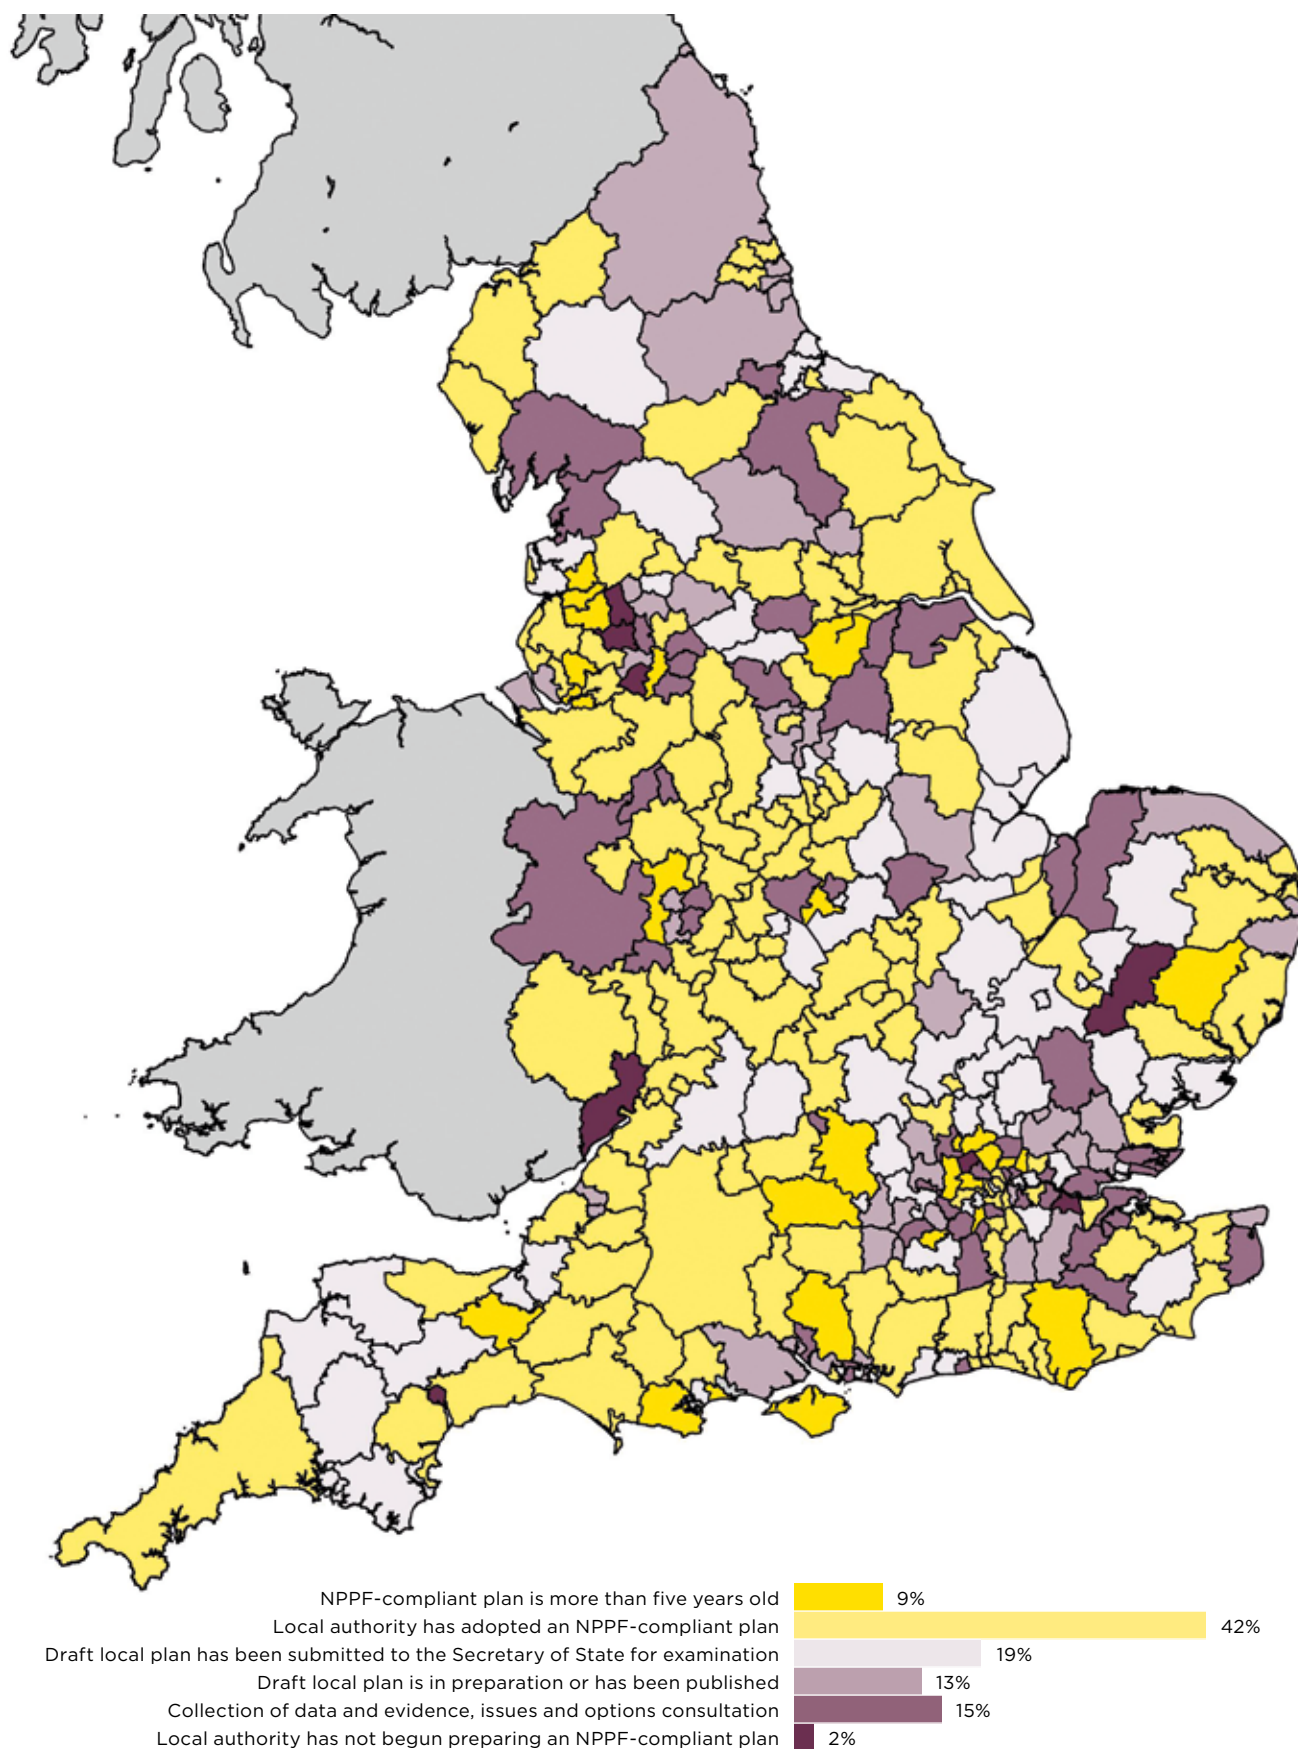 NPPF-compliant plan is more than five years old 9%
Local authority has adopted an NPPF-compliant plan 42%
Draft local plan has been submitted to the Secretary of State for examination 19%
Draft local plan is in preparation or has been published 13%
Collection of data and evidence, issues and options consultation 15%
Local authority has not begun preparing an NPPF-compliant plan 2%